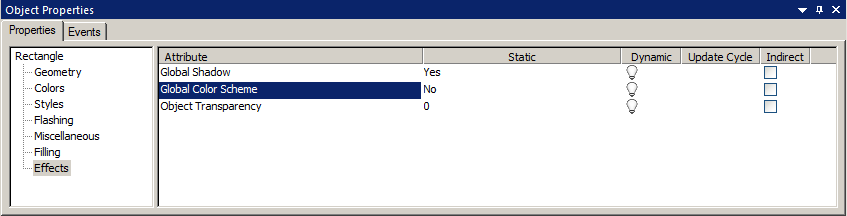 Object Properties
Properties Events
Rectangle
Geometry
Colors
Styles
Flashing
Miscellaneous
Filling
Effects
Attribute Static Dynamic Update Cycle Indirect
Global Shadow Yes
Global Color Scheme No
Object Transparency 0